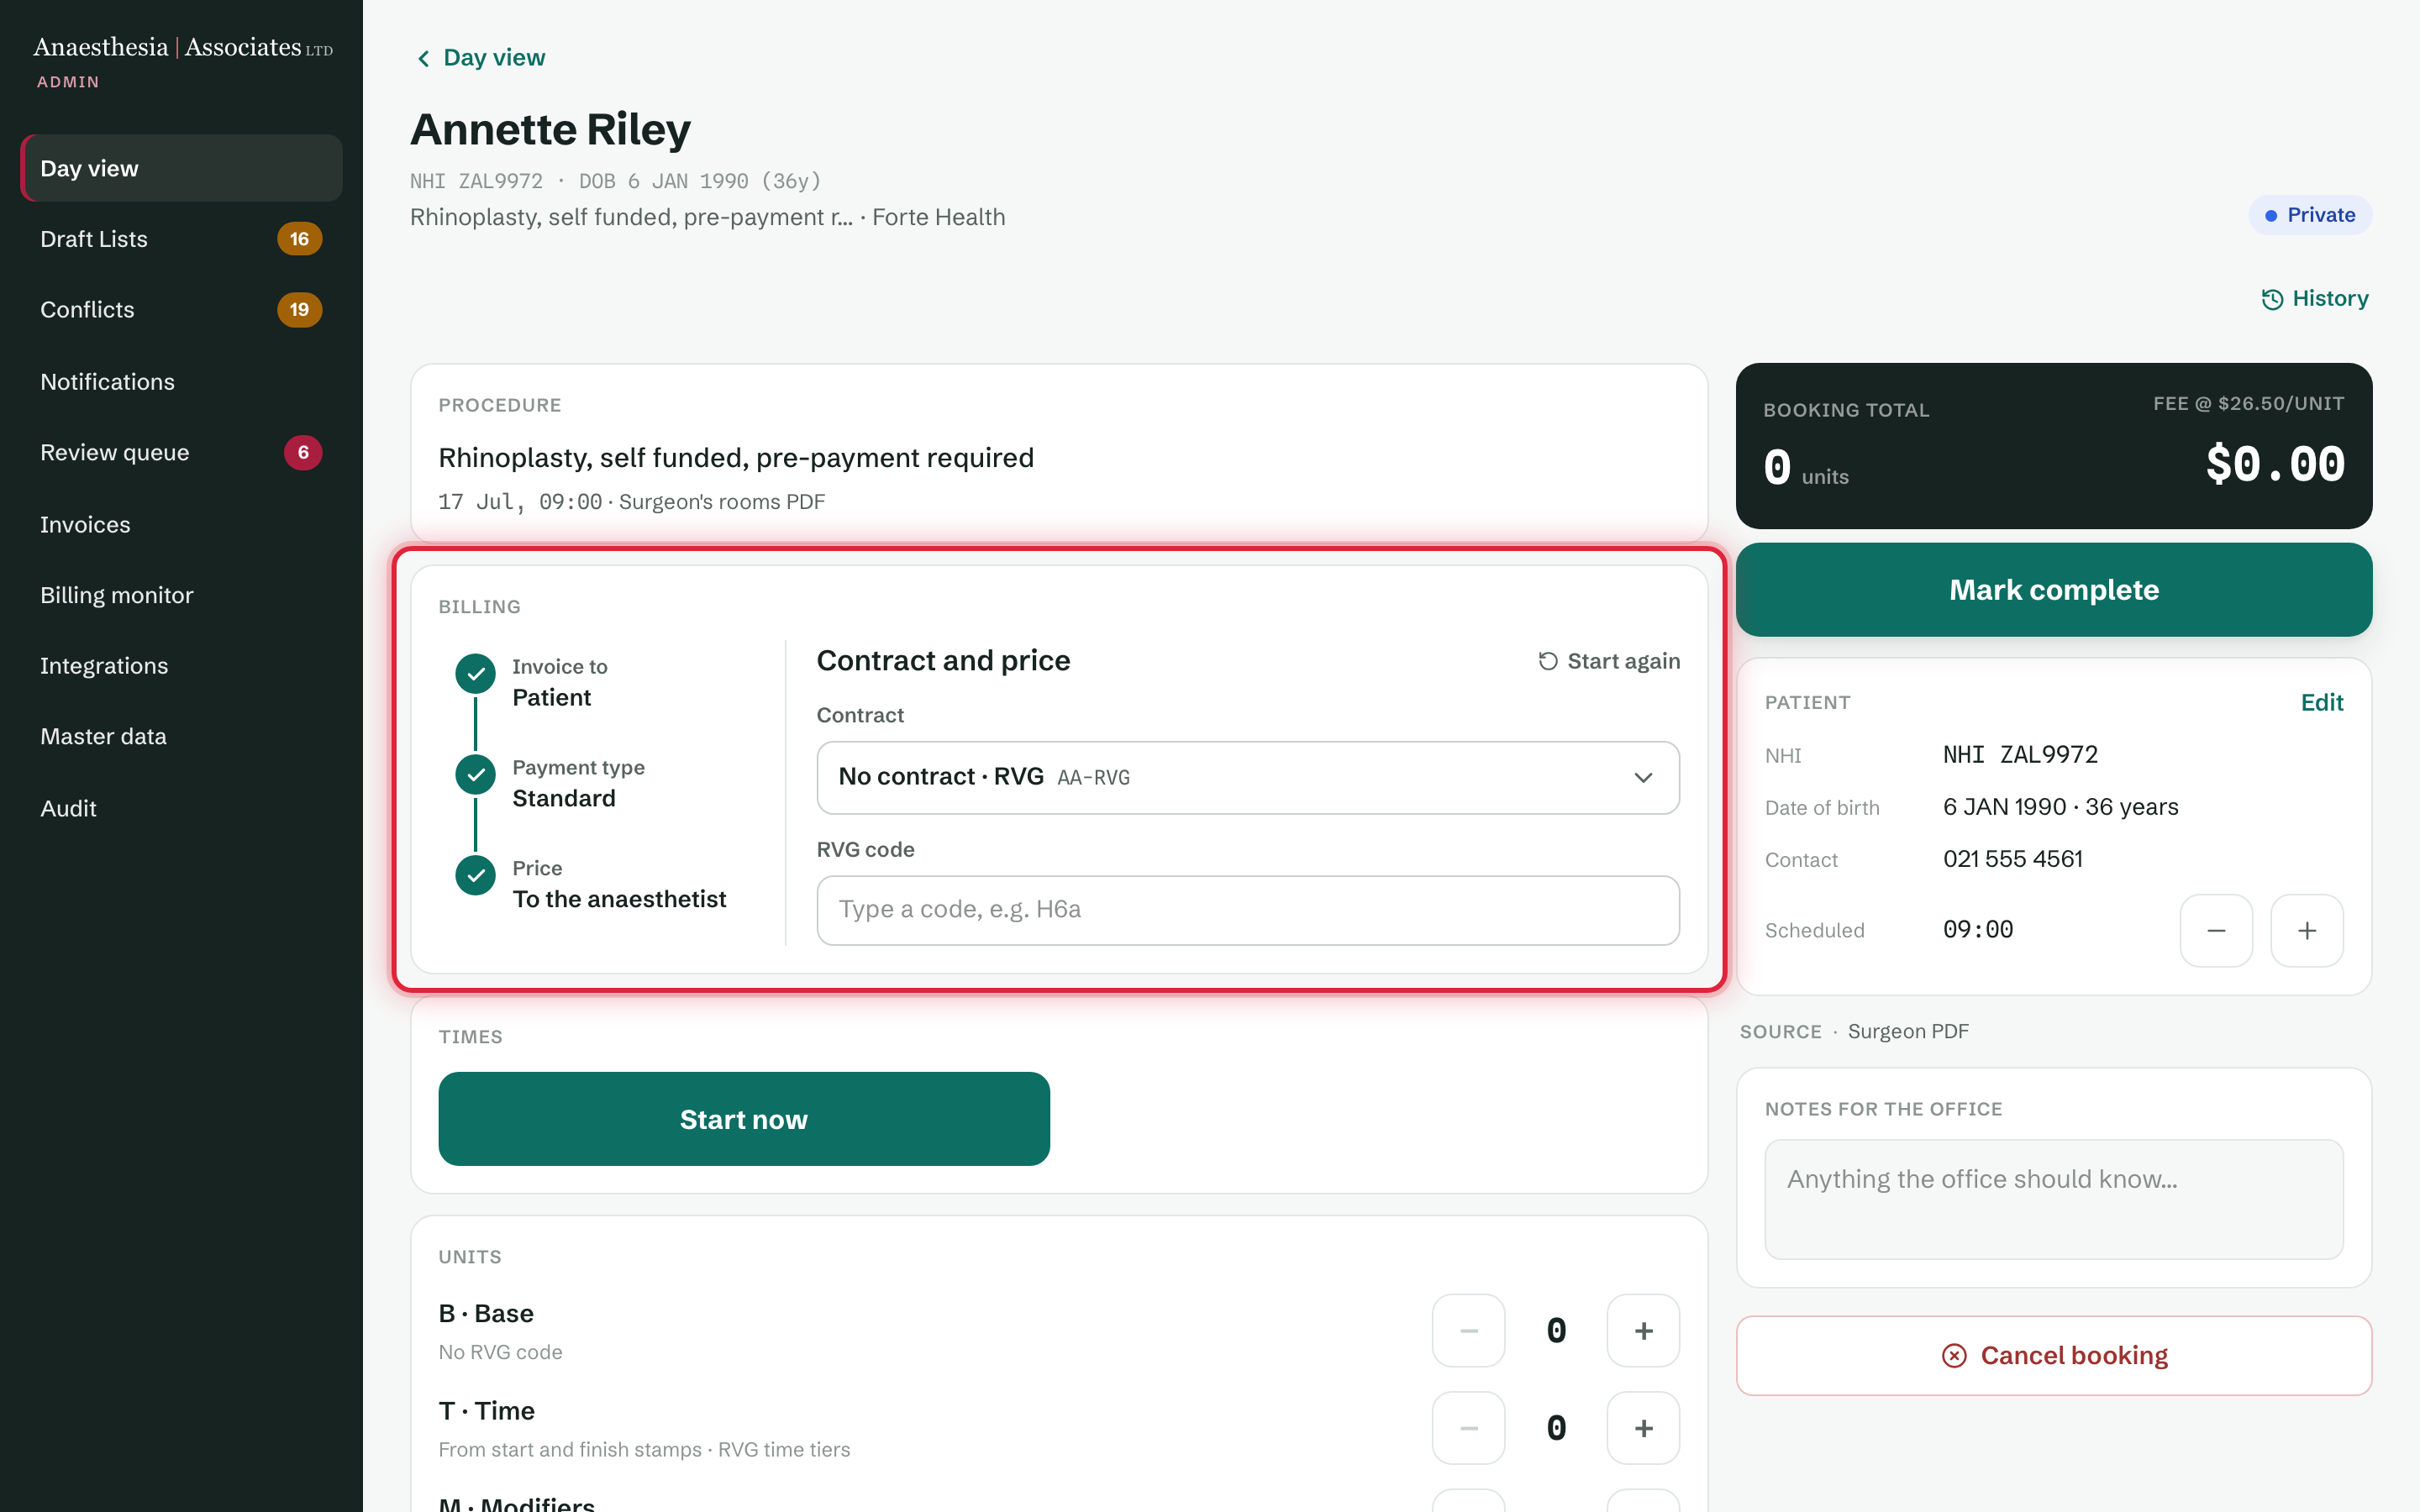 Anaesthesia | Associates LTD
ADMIN
Day view
Draft Lists 16
Conflicts 19
Notifications
Review queue 6
Invoices
Billing monitor
Integrations
Master data
Audit
Day view
Annette Riley
NHI ZAL9972 · DOB 6 JAN 1990 (36y)
Rhinoplasty, self funded, pre-payment r... · Forte Health
Private
History
PROCEDURE
Rhinoplasty, self funded, pre-payment required
17 Jul, 09:00 · Surgeon's rooms PDF
BILLING
Invoice to
Patient
Payment type
Standard
Price
To the anaesthetist
Contract and price
Start again
Contract
No contract · RVG AA-RVG
RVG code
Type a code, e.g. H6a
TIMES
Start now
UNITS
B · Base
No RVG code
− 0 +
T · Time
From start and finish stamps · RVG time tiers
− 0 +
M · Modifiers
BOOKING TOTAL
FEE @ $26.50/UNIT
0 units
$0.00
Mark complete
PATIENT
Edit
NHI NHI ZAL9972
Date of birth 6 JAN 1990 · 36 years
Contact 021 555 4561
Scheduled 09:00 − +
SOURCE · Surgeon PDF
NOTES FOR THE OFFICE
Anything the office should know...
Cancel booking